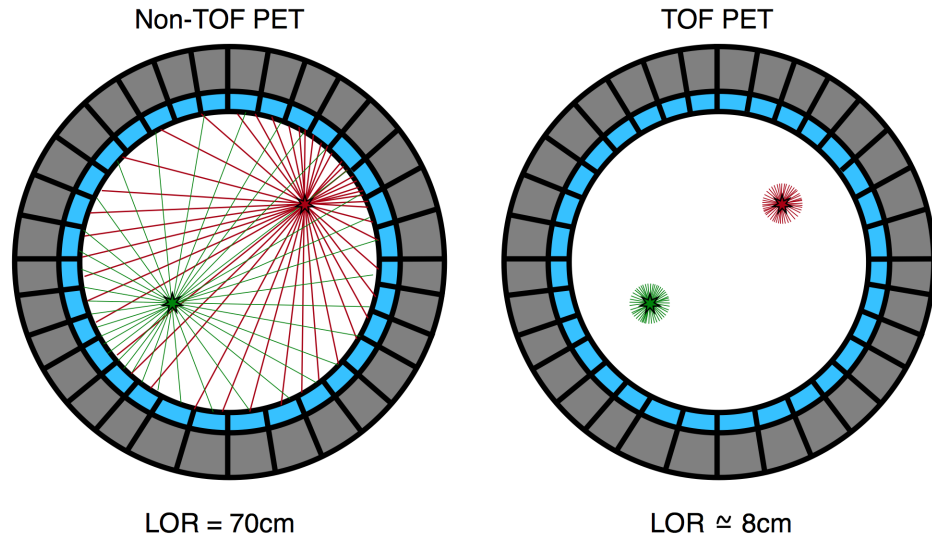 Non-TOF PET
TOF PET
LOR = 70cm
LOR ≃ 8cm